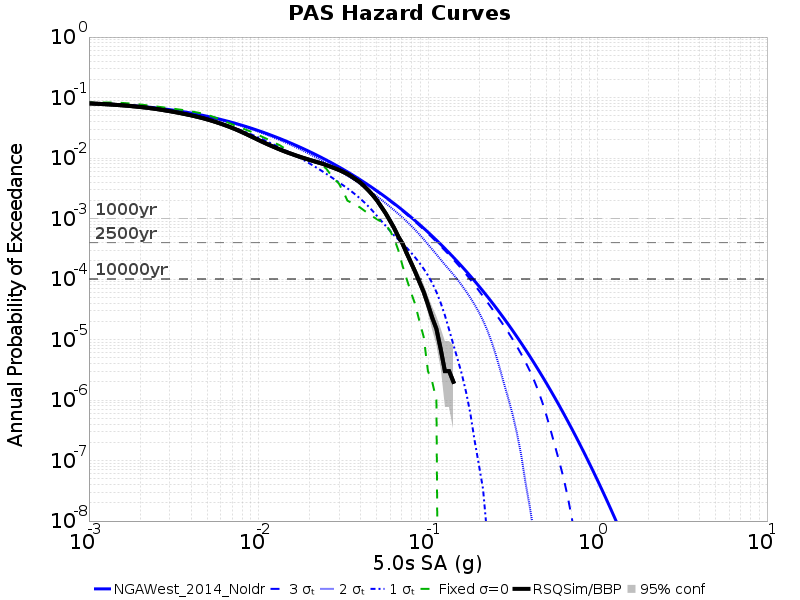 PAS Hazard Curves
Annual Probability of Exceedance
10^0
10^-1
10^-2
10^-3
10^-4
10^-5
10^-6
10^-7
10^-8
1000yr
2500yr
10000yr
10^-3 10^-2 10^-1 10^0 10^1
5.0s SA (g)
NGAWest_2014_NoIdr 3 σₜ 2 σₜ 1 σₜ Fixed σ=0 RSQSim/BBP 95% conf